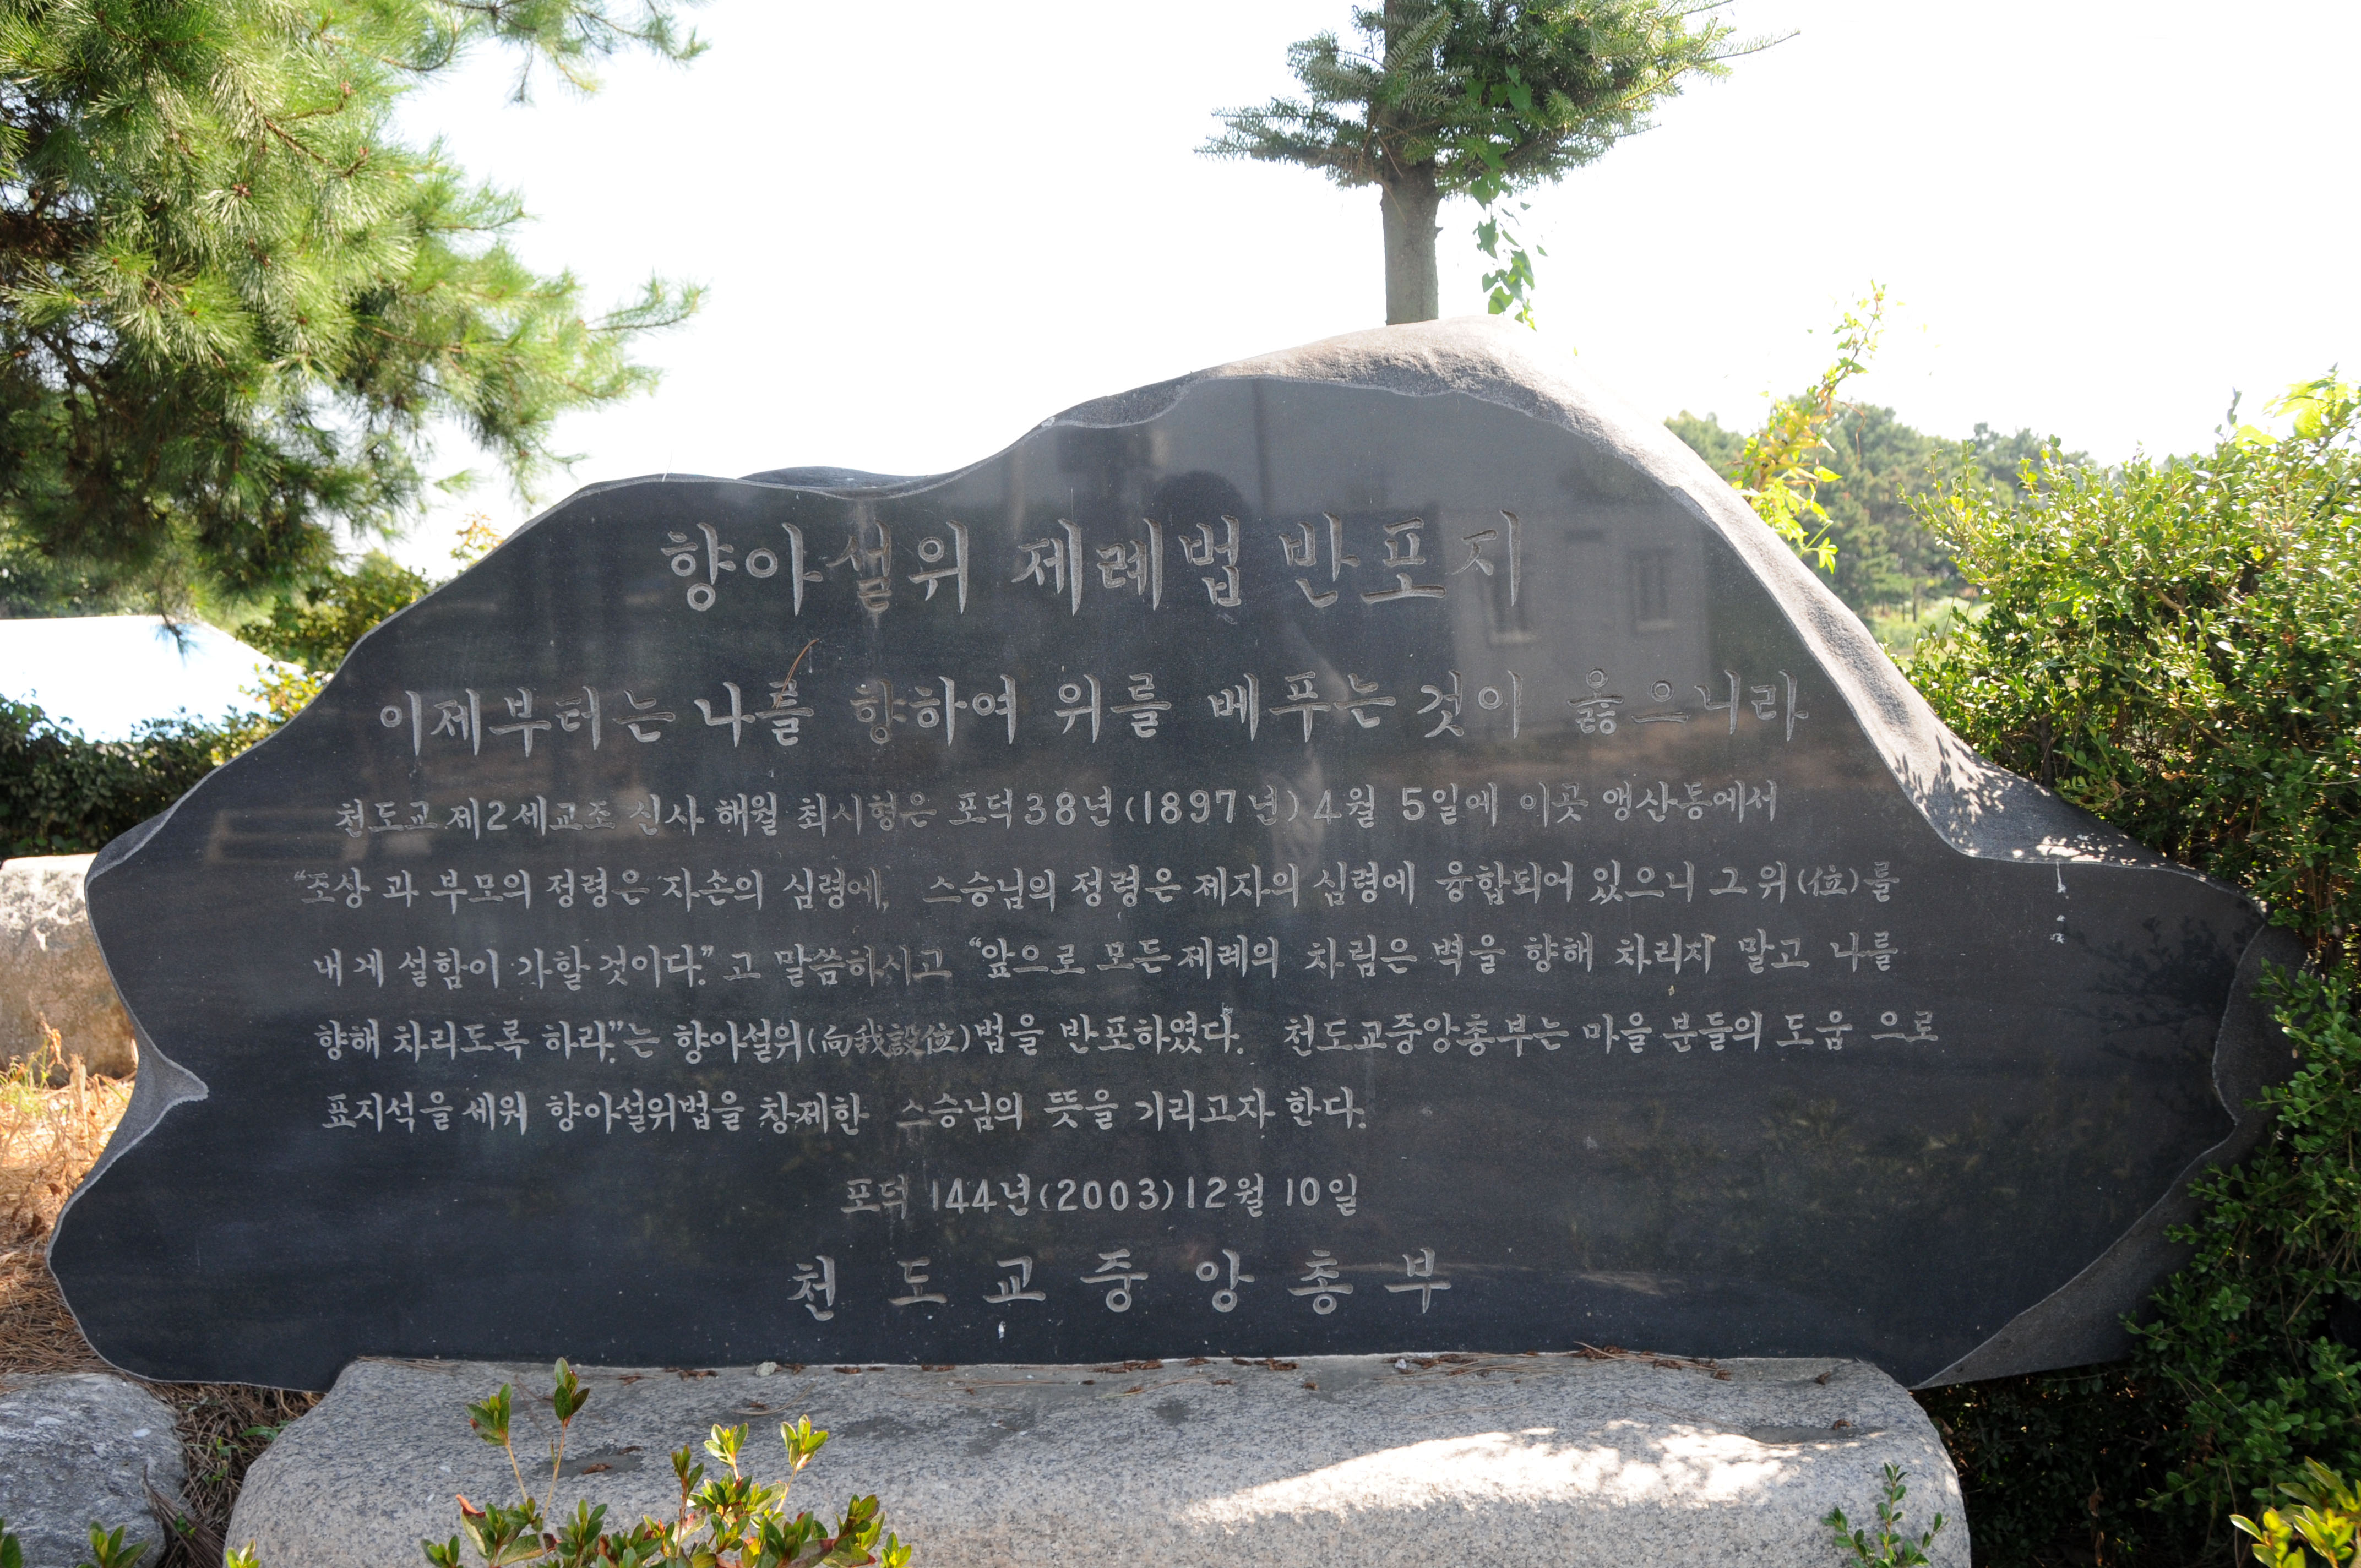 향아설위 제례법 반포지
이제부터는 나를 향하여 위를 베푸는 것이 옳으니라
천도교 제2세교조 신사 해월 최시형은 포덕38년(1897년)4월 5일에 이곳 앵산동에서
“조상과 부모의 정령은 자손의 심령에, 스승님의 정령은 제자의 심령에 융합되어 있으니 그 위(位)를
내게 설함이 가할 것이다.”고 말씀하시고 “앞으로 모든 제례의 차림은 벽을 향해 차리지 말고 나를
향해 차리도록 하라.”는 향아설위(向我設位)법을 반포하였다. 천도교중앙총부는 마을 분들의 도움 으로
표지석을 세워 향아설위법을 창제한 스승님의 뜻을 기리고자 한다.
포덕 144년(2003)12월 10일
천도교중앙총부